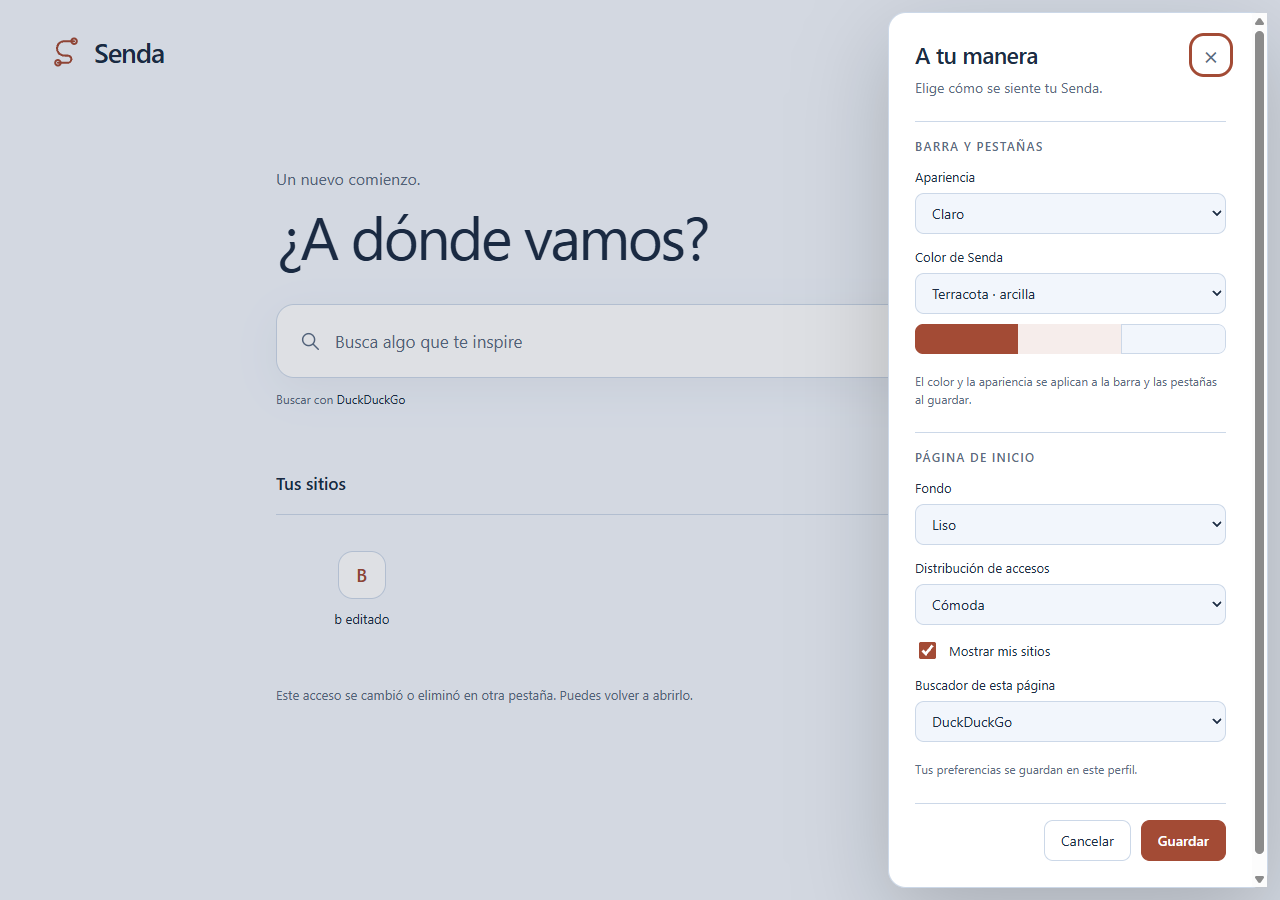 Senda
Un nuevo comienzo.
¿A dónde vamos?
Busca algo que te inspire
Buscar con DuckDuckGo
Tus sitios
B
b editado
Este acceso se cambió o eliminó en otra pestaña. Puedes volver a abrirlo.
A tu manera
Elige cómo se siente tu Senda.
BARRA Y PESTAÑAS
Apariencia
Claro
Color de Senda
Terracota · arcilla
El color y la apariencia se aplican a la barra y las pestañas
al guardar.
PÁGINA DE INICIO
Fondo
Liso
Distribución de accesos
Cómoda
Mostrar mis sitios
Buscador de esta página
DuckDuckGo
Tus preferencias se guardan en este perfil.
Cancelar
Guardar